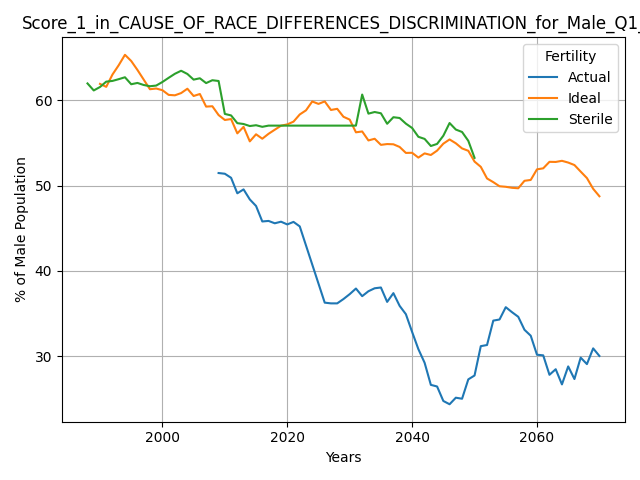 Score_1_in_CAUSE_OF_RACE_DIFFERENCES_DISCRIMINATION_for_Male_Q1_
Fertility
Actual
Ideal
Sterile
% of Male Population
60
50
40
30
2000
2020
2040
2060
Years